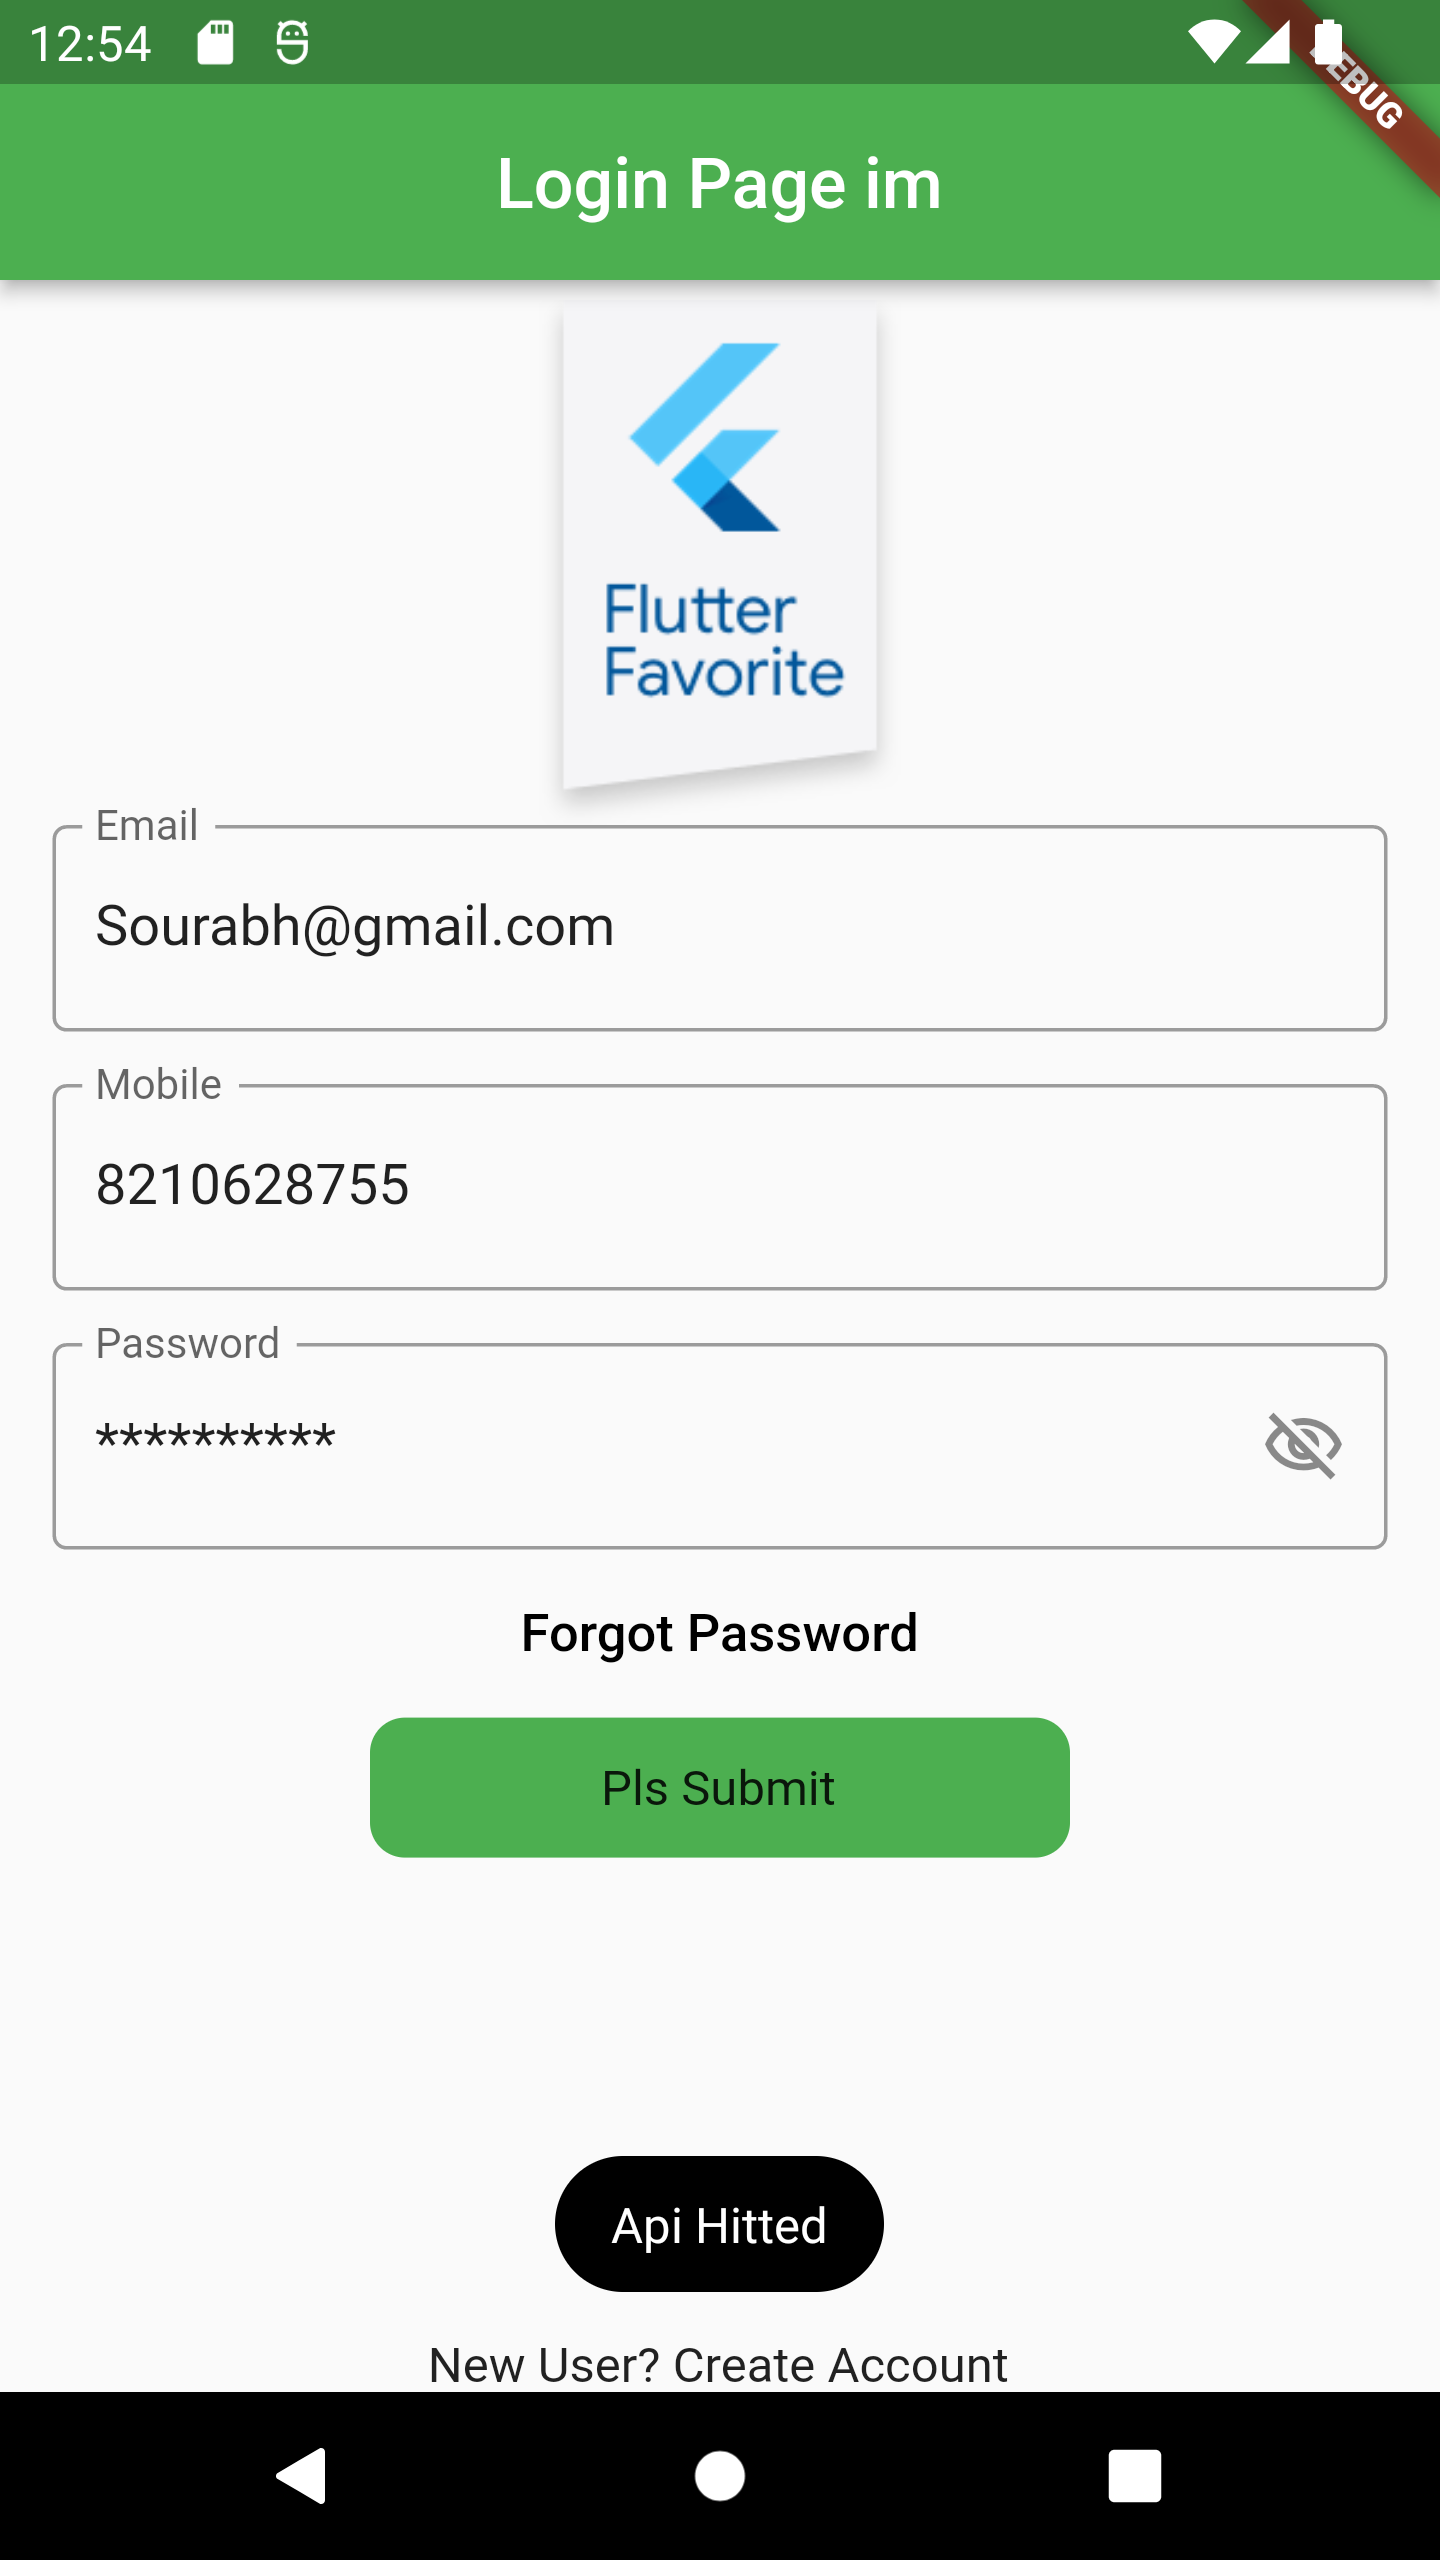 12:54
DEBUG
Login Page im
Flutter
Favorite
Email
Sourabh@gmail.com
Mobile
8210628755
Password
**********
Forgot Password
Pls Submit
Api Hitted
New User? Create Account